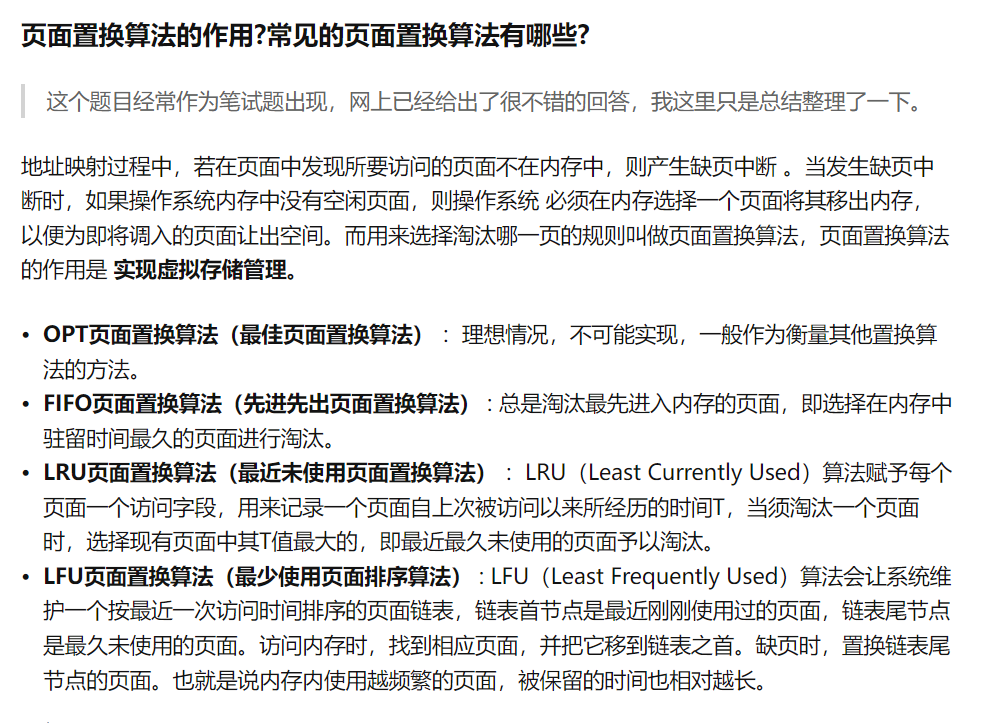 页面置换算法的作用?常见的页面置换算法有哪些?
这个题目经常作为笔试题出现，网上已经给出了很不错的回答，我这里只是总结整理了一下。
地址映射过程中，若在页面中发现所要访问的页面不在内存中，则产生缺页中断 。当发生缺页中
断时，如果操作系统内存中没有空闲页面，则操作系统 必须在内存选择一个页面将其移出内存，
以便为即将调入的页面让出空间。而用来选择淘汰哪一页的规则叫做页面置换算法，页面置换算法
的作用是 实现虚拟存储管理。
• OPT页面置换算法（最佳页面置换算法） ：理想情况，不可能实现，一般作为衡量其他置换算
法的方法。
• FIFO页面置换算法（先进先出页面置换算法） : 总是淘汰最先进入内存的页面，即选择在内存中
驻留时间最久的页面进行淘汰。
• LRU页面置换算法（最近未使用页面置换算法） ：LRU（Least Currently Used）算法赋予每个
页面一个访问字段，用来记录一个页面自上次被访问以来所经历的时间T，当须淘汰一个页面
时，选择现有页面中其T值最大的，即最近最久未使用的页面予以淘汰。
• LFU页面置换算法（最少使用页面排序算法） : LFU（Least Frequently Used）算法会让系统维
护一个按最近一次访问时间排序的页面链表，链表首节点是最近刚刚使用过的页面，链表尾节点
是最久未使用的页面。访问内存时，找到相应页面，并把它移到链表之首。缺页时，置换链表尾
节点的页面。也就是说内存内使用越频繁的页面，被保留的时间也相对越长。